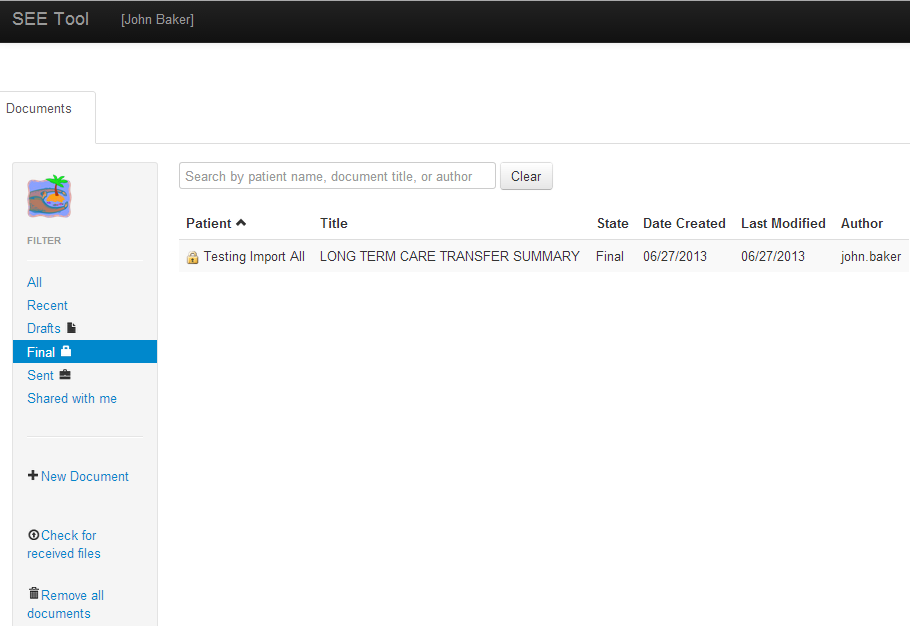 SEE Tool [John Baker]
Documents
Search by patient name, document title, or author Clear
FILTER
All
Recent
Drafts
Final
Sent
Shared with me
New Document
Check for
received files
Remove all
documents
Patient Title State Date Created Last Modified Author
Testing Import All LONG TERM CARE TRANSFER SUMMARY Final 06/27/2013 06/27/2013 john.baker